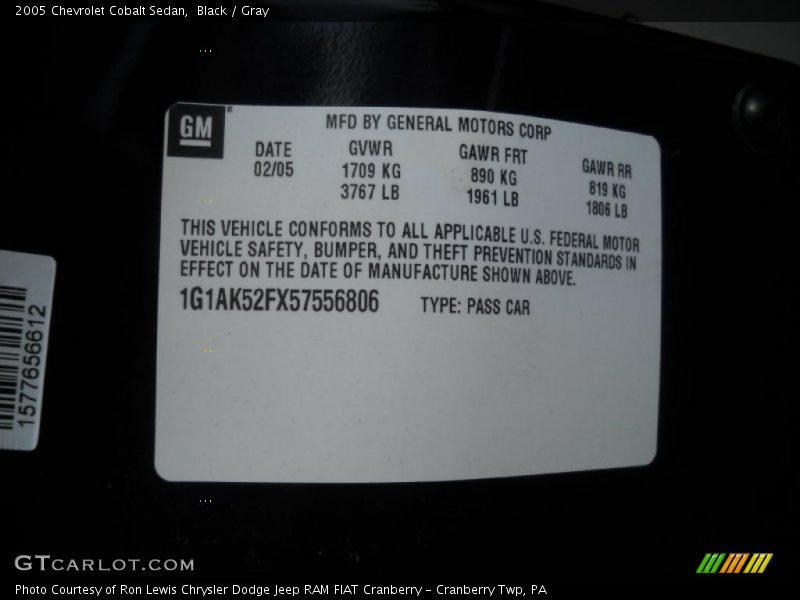 2005 Chevrolet Cobalt Sedan, Black / Gray
GM
MFD BY GENERAL MOTORS CORP
DATE GVWR GAWR FRT GAWR RR
02/05 1709 KG 890 KG 819 KG
3767 LB 1961 LB 1806 LB
THIS VEHICLE CONFORMS TO ALL APPLICABLE U.S. FEDERAL MOTOR
VEHICLE SAFETY, BUMPER, AND THEFT PREVENTION STANDARDS IN
EFFECT ON THE DATE OF MANUFACTURE SHOWN ABOVE.
1G1AK52FX57556806 TYPE: PASS CAR
1577656612
GTCARLOT.COM
Photo Courtesy of Ron Lewis Chrysler Dodge Jeep RAM FIAT Cranberry - Cranberry Twp, PA